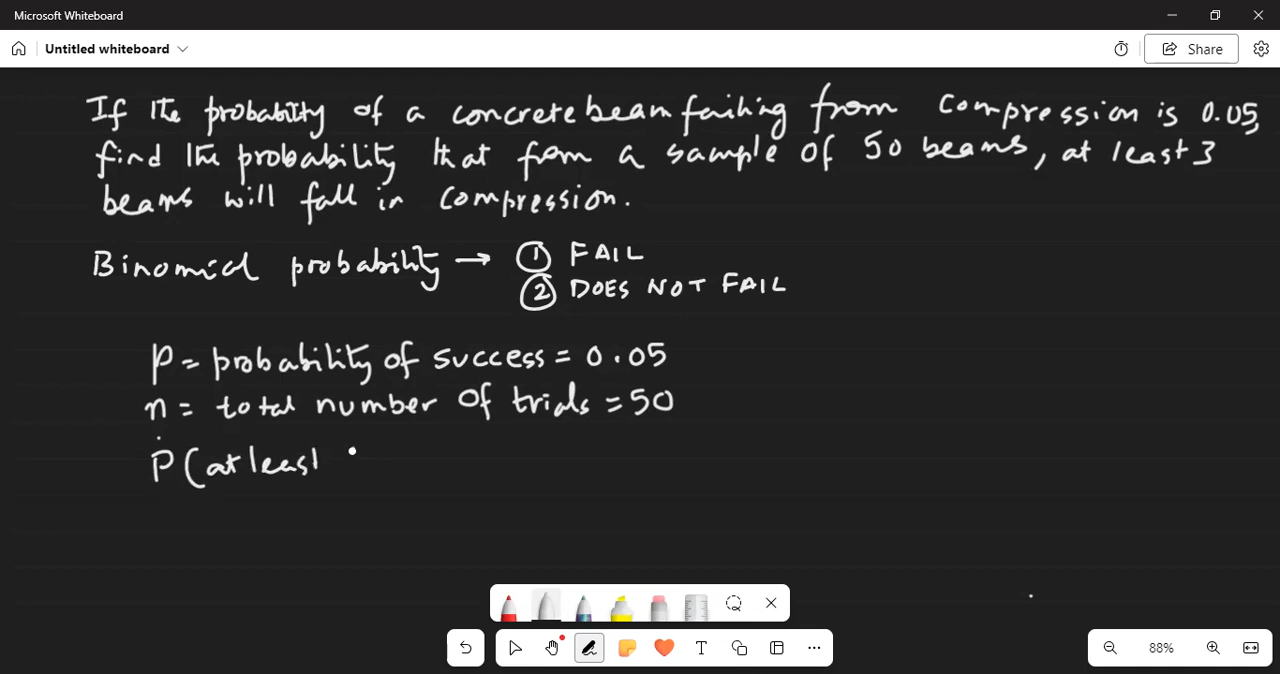 Microsoft Whiteboard
Untitled whiteboard
Share
If the probability of a concrete beam failing from compression is 0.05,
find the probability that from a sample of 50 beams, at least 3
beams will fall in compression.
Binomial probability → ① FAIL
② DOES NOT FAIL
p = probability of success = 0.05
n = total number of trials = 50
P(at least
88%